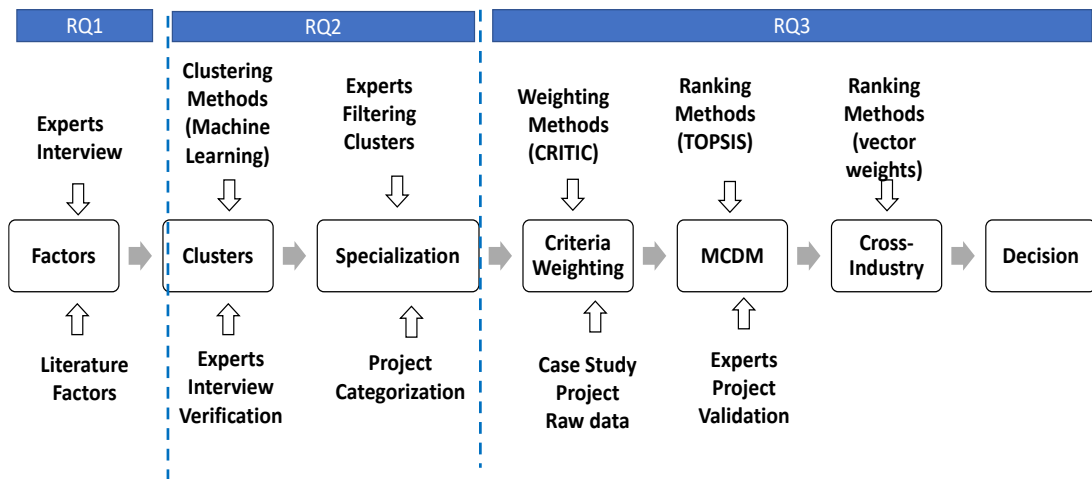 RQ1
RQ2
RQ3
Experts
Interview
Clustering
Methods
(Machine
Learning)
Experts
Filtering
Clusters
Weighting
Methods
(CRITIC)
Ranking
Methods
(TOPSIS)
Ranking
Methods
(vector
weights)
Factors
Clusters
Specialization
Criteria
Weighting
MCDM
Cross-
Industry
Decision
Literature
Factors
Experts
Interview
Verification
Project
Categorization
Case Study
Project
Raw data
Experts
Project
Validation